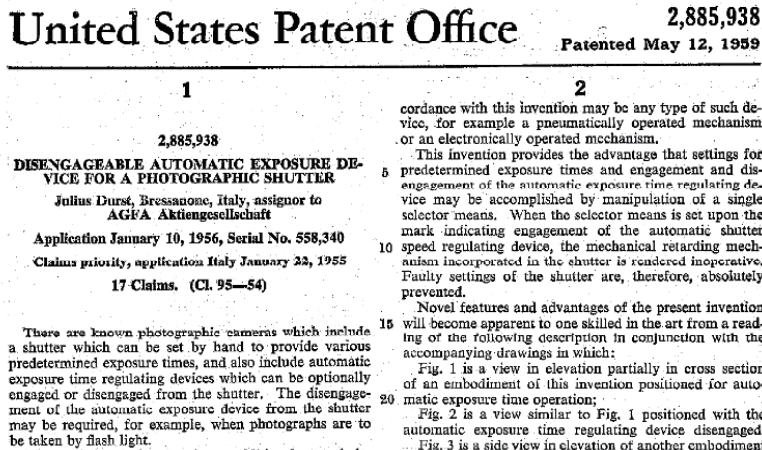 United States Patent Office
2,885,938
Patented May 12, 1959
1
2,885,938
DISENGAGEABLE AUTOMATIC EXPOSURE DE-
VICE FOR A PHOTOGRAPHIC SHUTTER
Julius Durst, Bressanone, Italy, assignor to
AGFA Aktiengesellschaft
Application January 10, 1956, Serial No. 558,340
Claims priority, application Italy January 22, 1955
17 Claims. (Cl. 95—54)
There are known photographic cameras which include
a shutter which can be set by hand to provide various
predetermined exposure times, and also include automatic
exposure time regulating devices which can be optionally
engaged or disengaged from the shutter. The disengage-
ment of the automatic exposure device from the shutter
may be required, for example, when photographs are to
be taken by flash light.
2
cordance with this invention may be any type of such de-
vice, for example a pneumatically operated mechanism
or an electronically operated mechanism.
This invention provides the advantage that settings for
5 predetermined exposure times and engagement and dis-
engagement of the automatic exposure time regulating de-
vice may be accomplished by manipulation of a single
selector means. When the selector means is set upon the
mark indicating engagement of the automatic shutter
10 speed regulating device, the mechanical retarding mech-
anism incorporated in the shutter is rendered inoperative.
Faulty settings of the shutter are, therefore, absolutely
prevented.
Novel features and advantages of the present invention
15 will become apparent to one skilled in the art from a read-
ing of the following description in conjunction with the
accompanying drawings in which:
Fig. 1 is a view in elevation partially in cross section
of an embodiment of this invention positioned for auto-
20 matic exposure time operation;
Fig. 2 is a view similar to Fig. 1 positioned with the
automatic exposure time regulating device disengaged
Fig. 3 is a side view in elevation of another embodiment